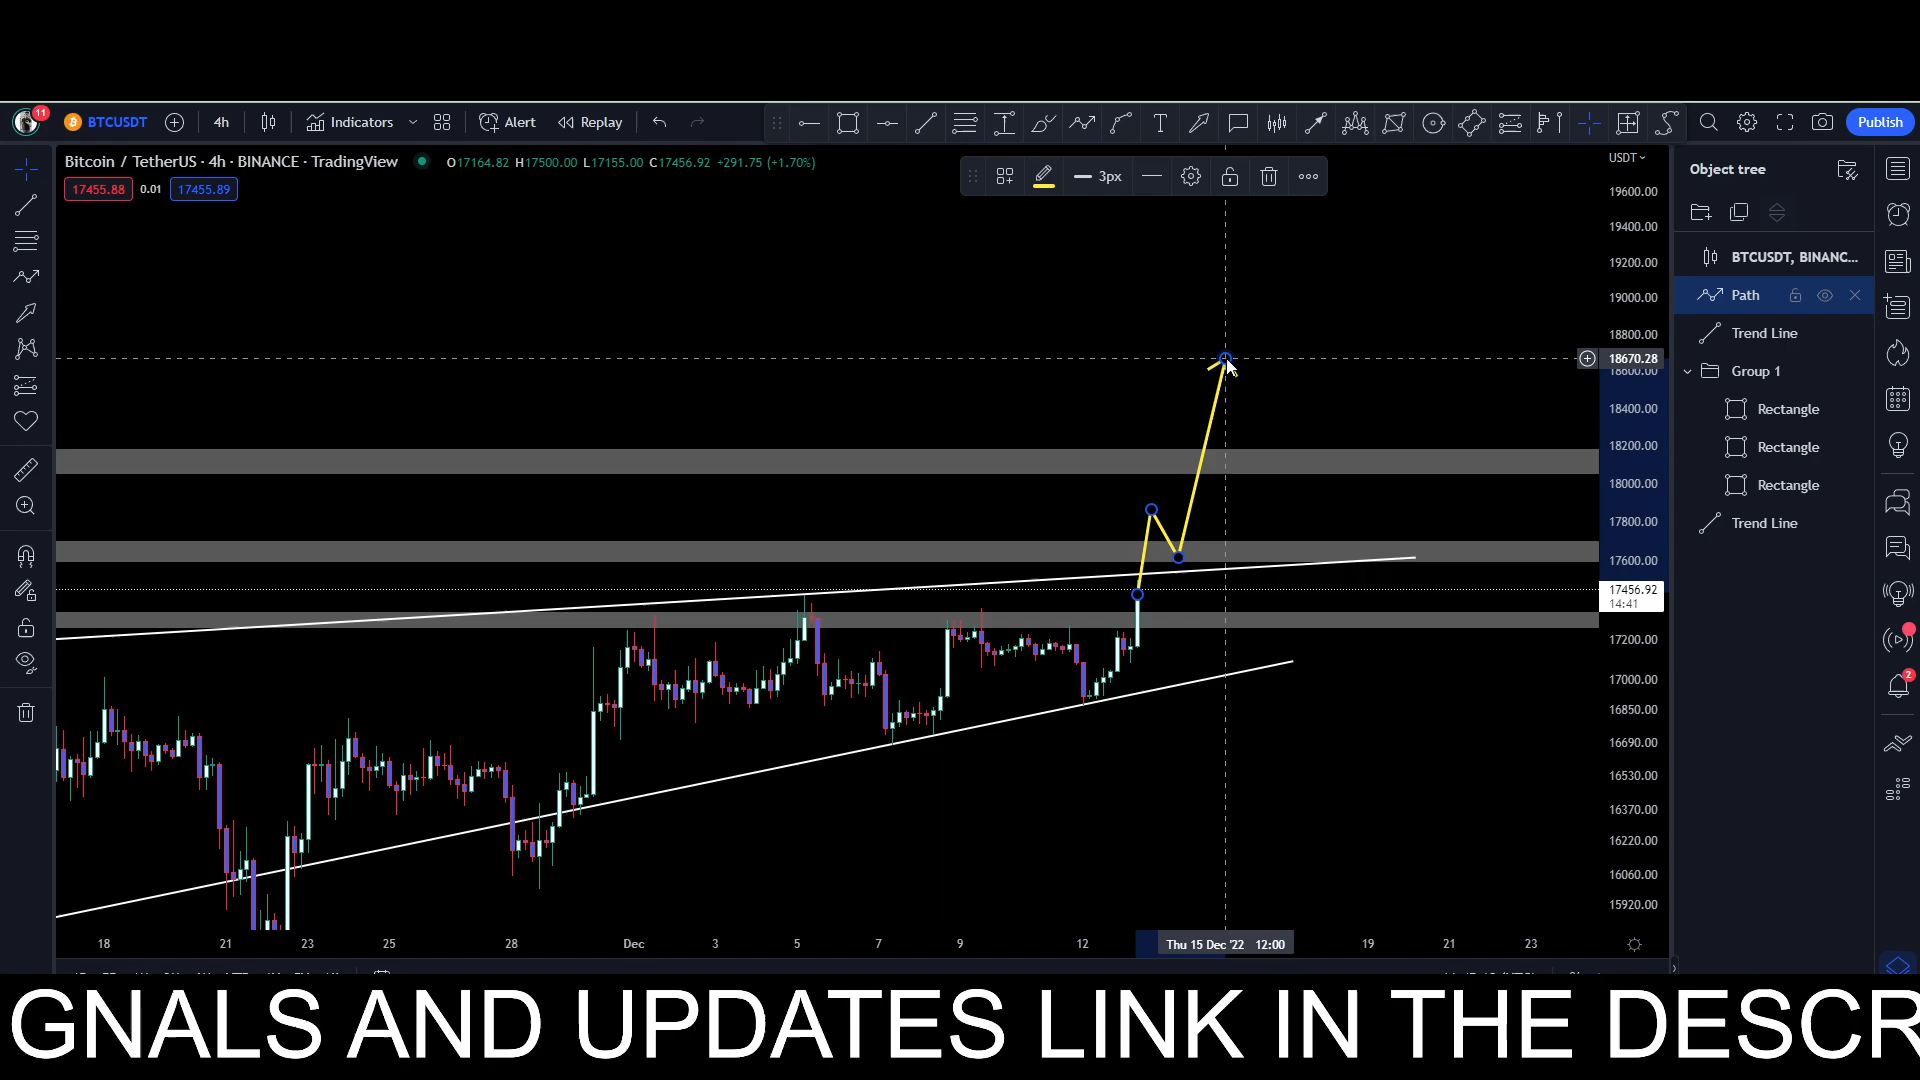 11
BTCUSDT
4h
Indicators
Alert
Replay
Publish
Bitcoin / TetherUS · 4h · BINANCE · TradingView
O17164.82 H17500.00 L17155.00 C17456.92 +291.75 (+1.70%)
17455.88
0.01
17455.89
3px
USDT
19600.00
19400.00
19200.00
19000.00
18800.00
18670.28
18600.00
18400.00
18200.00
18000.00
17800.00
17600.00
17456.92
14:41
17200.00
17000.00
16850.00
16690.00
16530.00
16370.00
16220.00
16060.00
15920.00
Object tree
BTCUSDT, BINANC...
Path
Trend Line
Group 1
Rectangle
Rectangle
Rectangle
Trend Line
2
18
21
23
25
28
Dec
3
5
7
9
12
Thu 15 Dec '22 12:00
19
21
23
GNALS AND UPDATES LINK IN THE DESCR